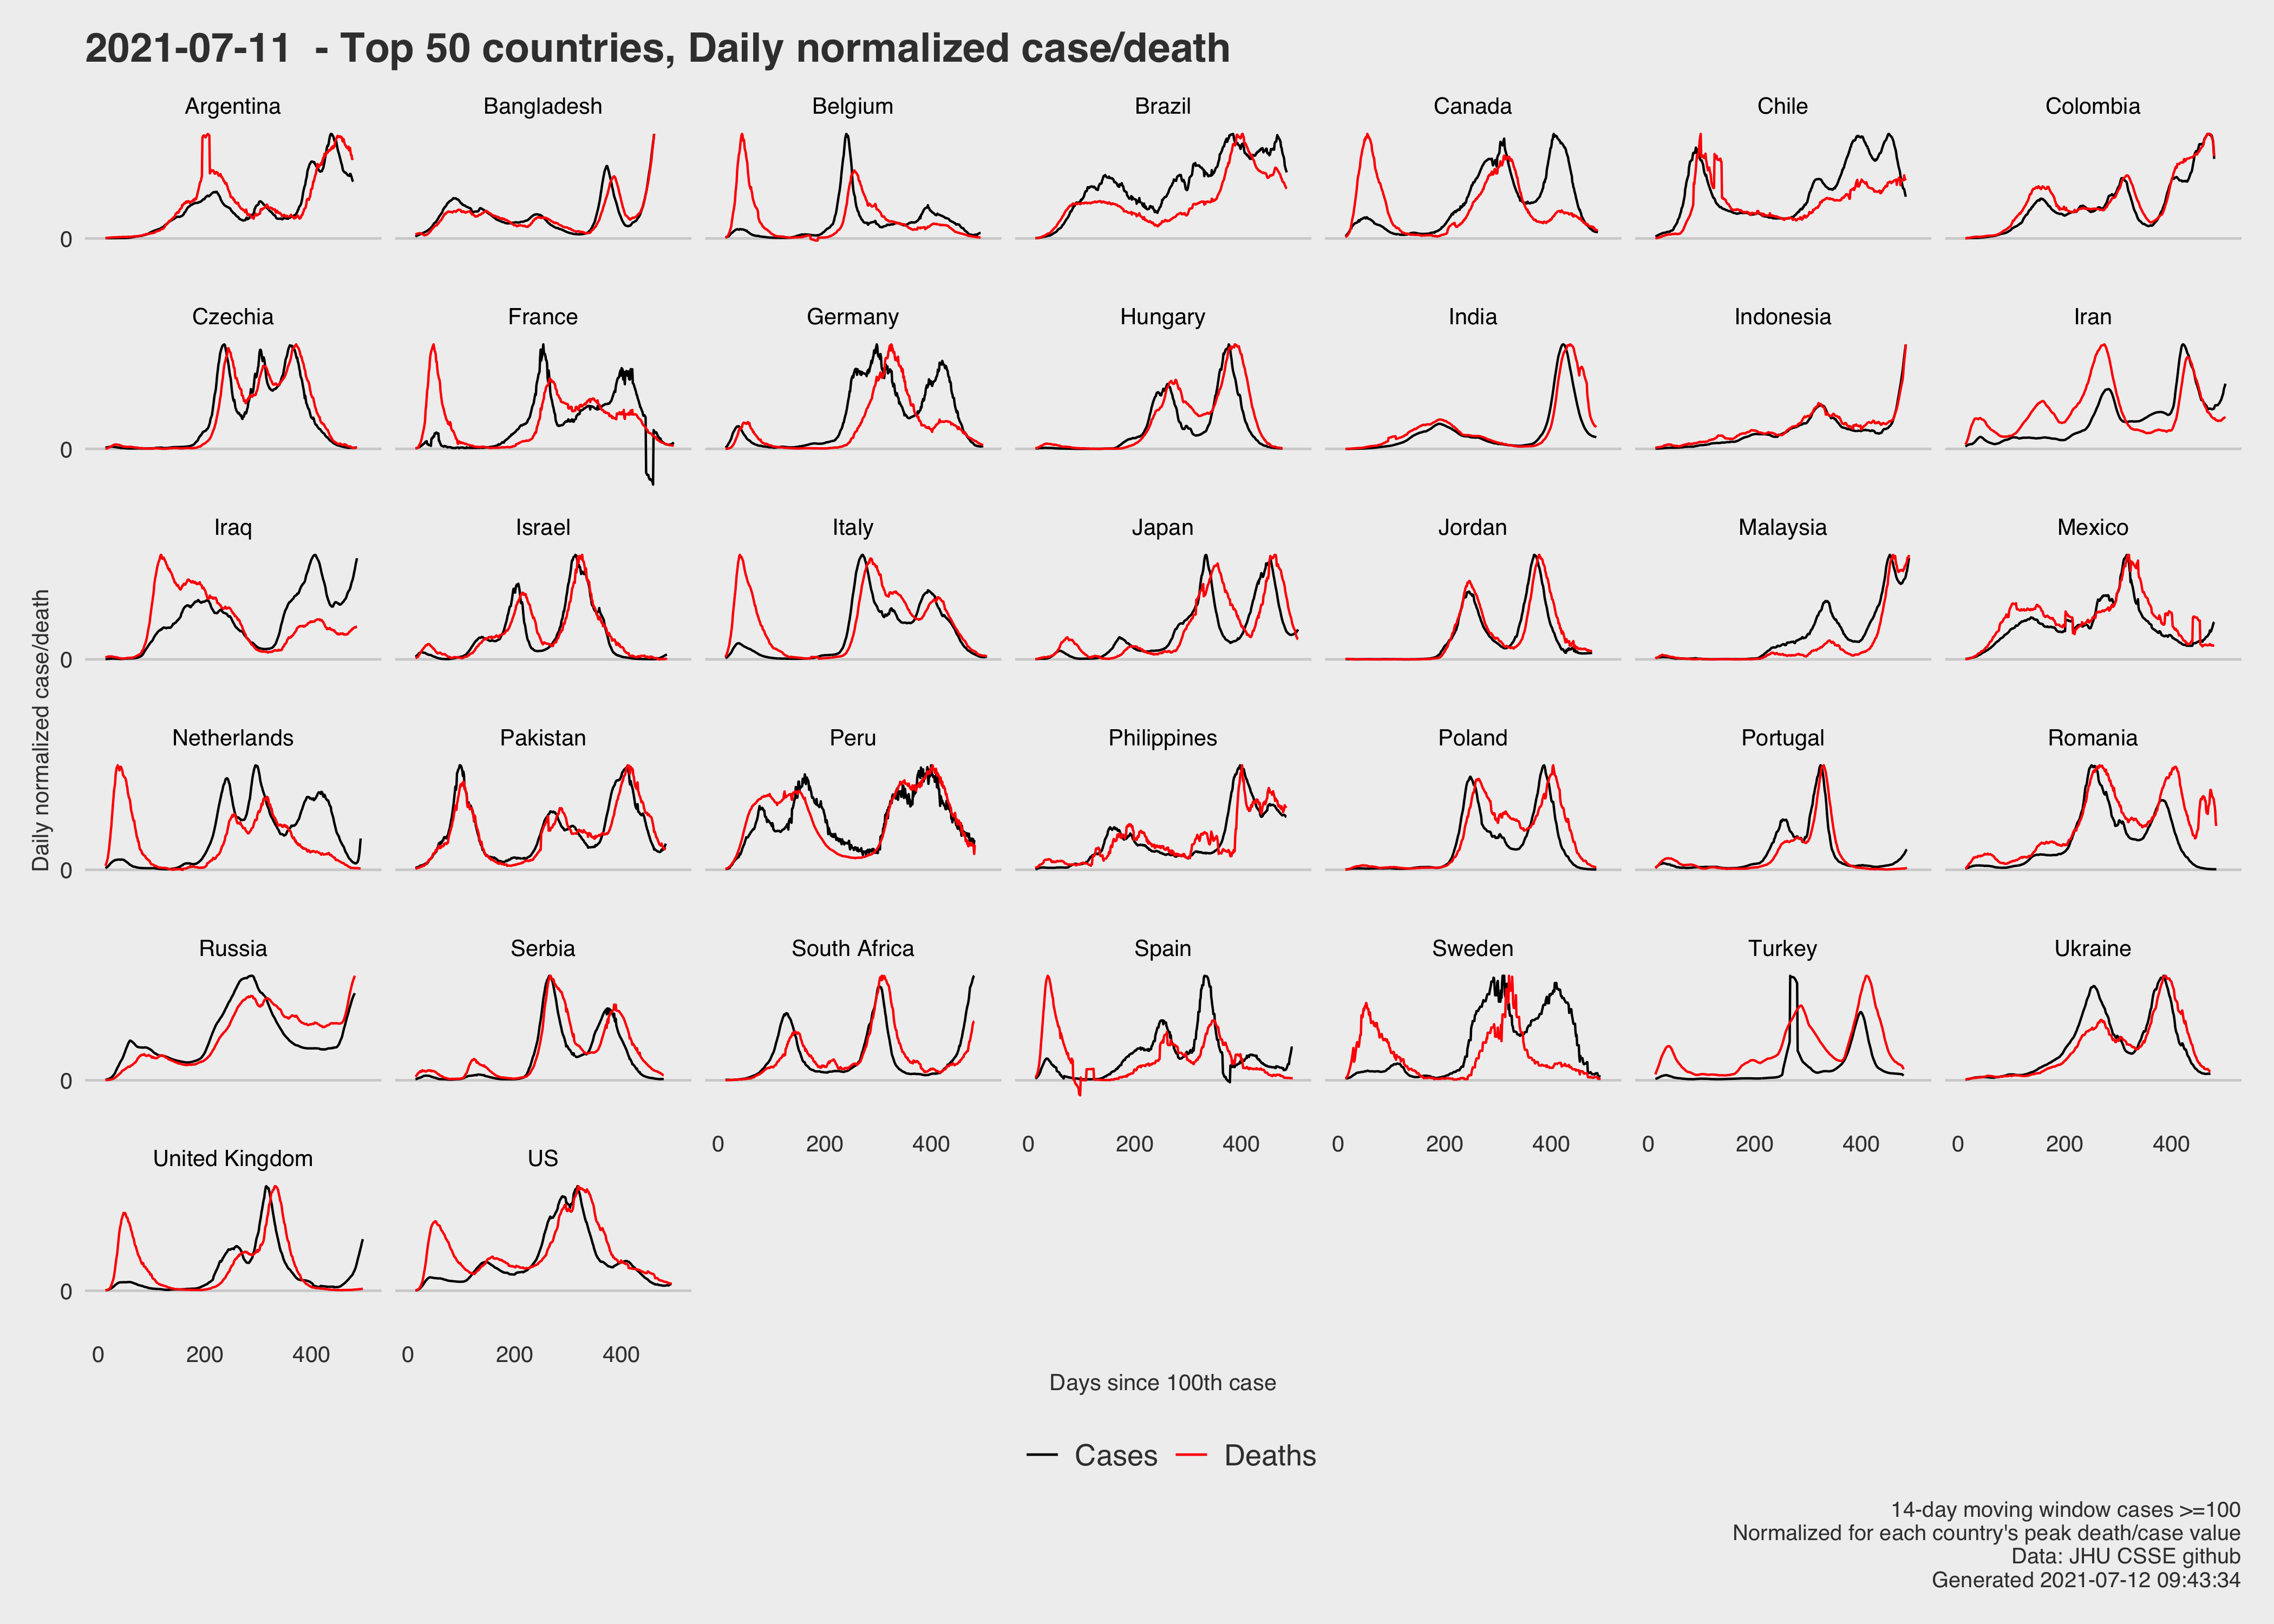 2021-07-11  - Top 50 countries, Daily normalized case/death
Argentina
Bangladesh
Belgium
Brazil
Canada
Chile
Colombia
0
Czechia
France
Germany
Hungary
India
Indonesia
Iran
0
Iraq
Israel
Italy
Japan
Jordan
Malaysia
Mexico
0
Daily normalized case/death
Netherlands
Pakistan
Peru
Philippines
Poland
Portugal
Romania
0
Russia
Serbia
South Africa
Spain
Sweden
Turkey
Ukraine
0
0 200 400
0 200 400
0 200 400
0 200 400
0 200 400
United Kingdom
US
0
0 200 400
0 200 400
Days since 100th case
Cases
Deaths
14-day moving window cases >=100
Normalized for each country's peak death/case value
Data: JHU CSSE github
Generated 2021-07-12 09:43:34